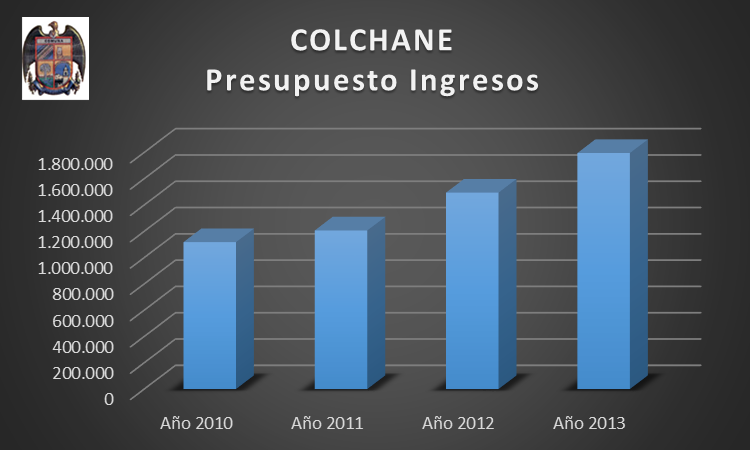 COLCHANE
Presupuesto Ingresos
1.800.000
1.600.000
1.400.000
1.200.000
1.000.000
800.000
600.000
400.000
200.000
0
Año 2010
Año 2011
Año 2012
Año 2013